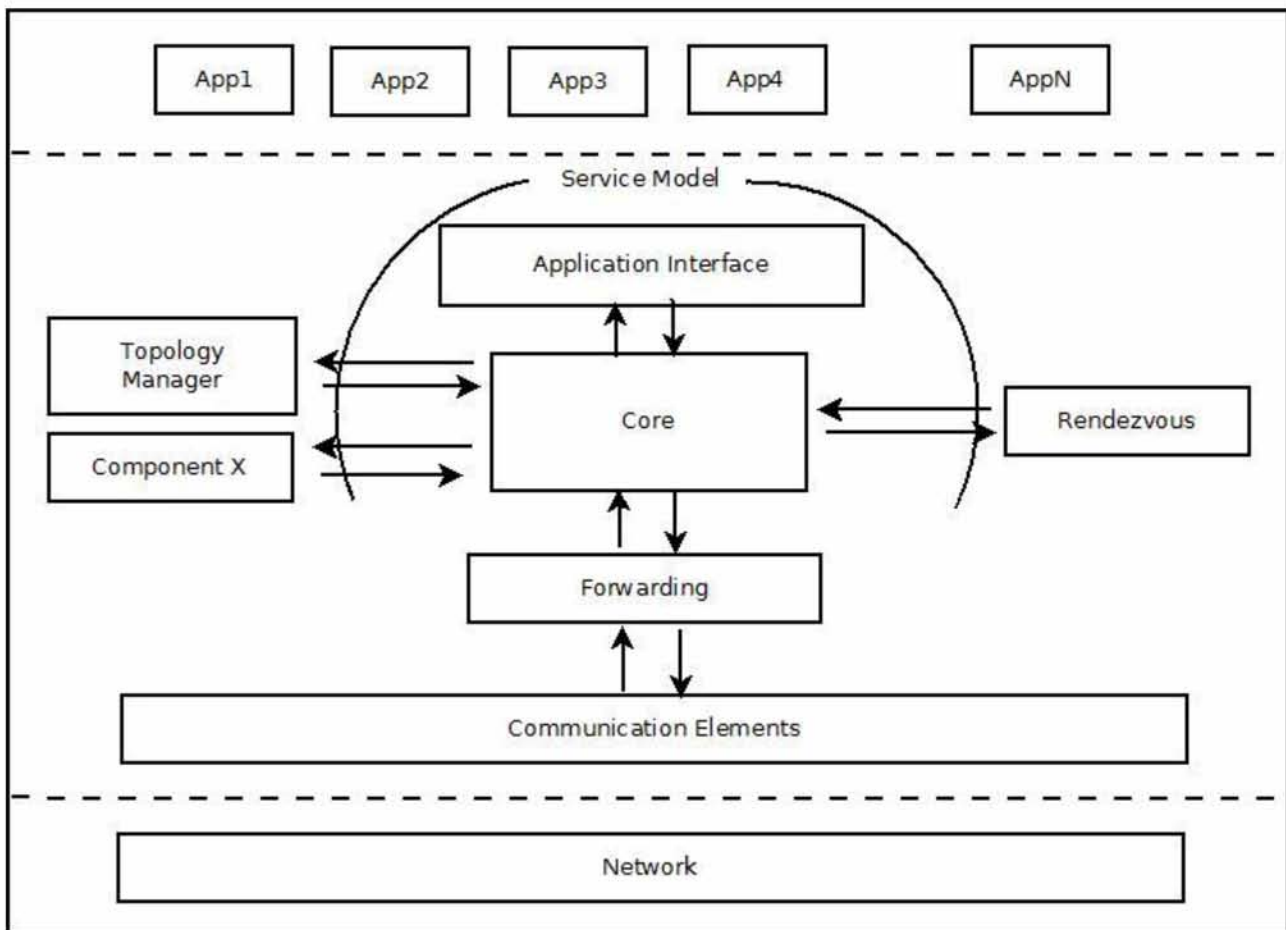 App1
App2
App3
App4
AppN
Service Model
Application Interface
Topology
Manager
Core
Rendezvous
Component X
Forwarding
Communication Elements
Network